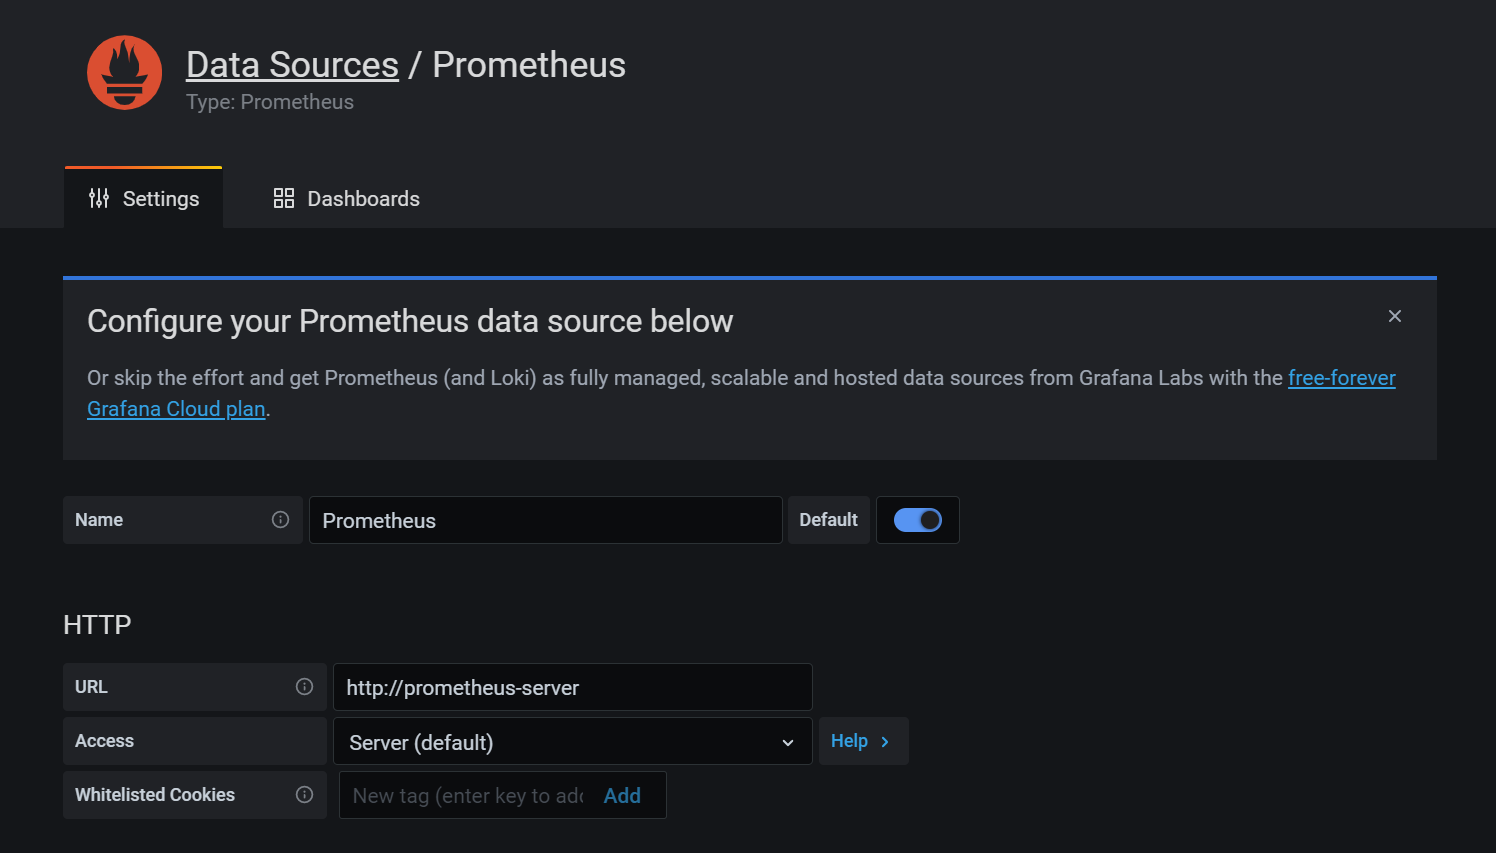 Data Sources / Prometheus
Type: Prometheus
Settings
Dashboards
Configure your Prometheus data source below
Or skip the effort and get Prometheus (and Loki) as fully managed, scalable and hosted data sources from Grafana Labs with the free-forever
Grafana Cloud plan.
Name
Prometheus
Default
HTTP
URL
http://prometheus-server
Access
Server (default)
Help
Whitelisted Cookies
New tag (enter key to add
Add